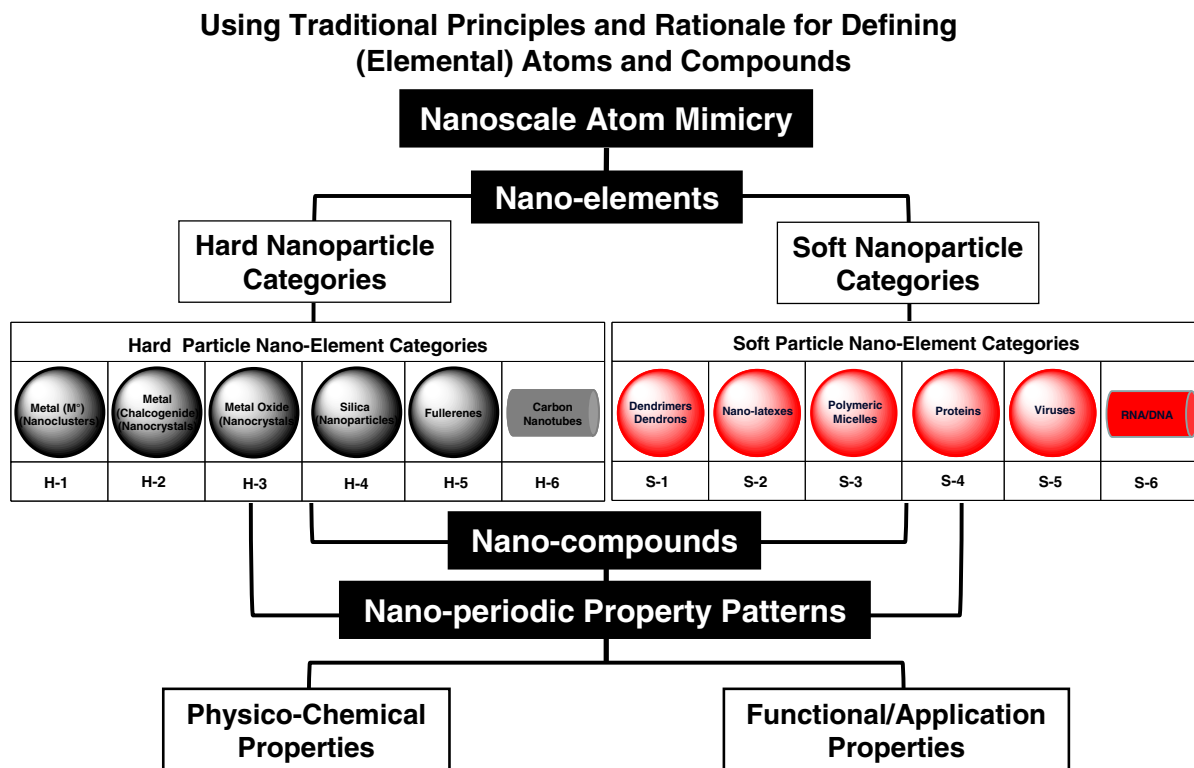 Using Traditional Principles and Rationale for Defining
(Elemental) Atoms and Compounds
Nanoscale Atom Mimicry
Nano-elements
Hard Nanoparticle
Categories
Soft Nanoparticle
Categories
Hard Particle Nano-Element Categories
Metal (M°)
(Nanoclusters)
Metal
(Chalcogenide)
(Nanocrystals)
Metal Oxide
(Nanocrystals)
Silica
(Nanoparticles)
Fullerenes
Carbon
Nanotubes
H-1
H-2
H-3
H-4
H-5
H-6
Soft Particle Nano-Element Categories
Dendrimers
Dendrons
Nano-latexes
Polymeric
Micelles
Proteins
Viruses
RNA/DNA
S-1
S-2
S-3
S-4
S-5
S-6
Nano-compounds
Nano-periodic Property Patterns
Physico-Chemical
Properties
Functional/Application
Properties